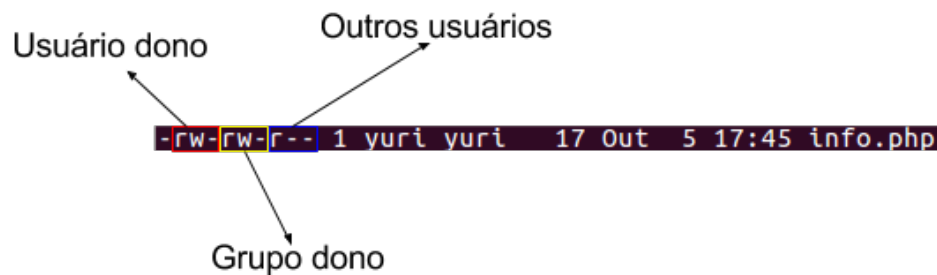 Outros usuários
Usuário dono
-rw-rw-r-- 1 yuri yuri   17 Out  5 17:45 info.php
Grupo dono